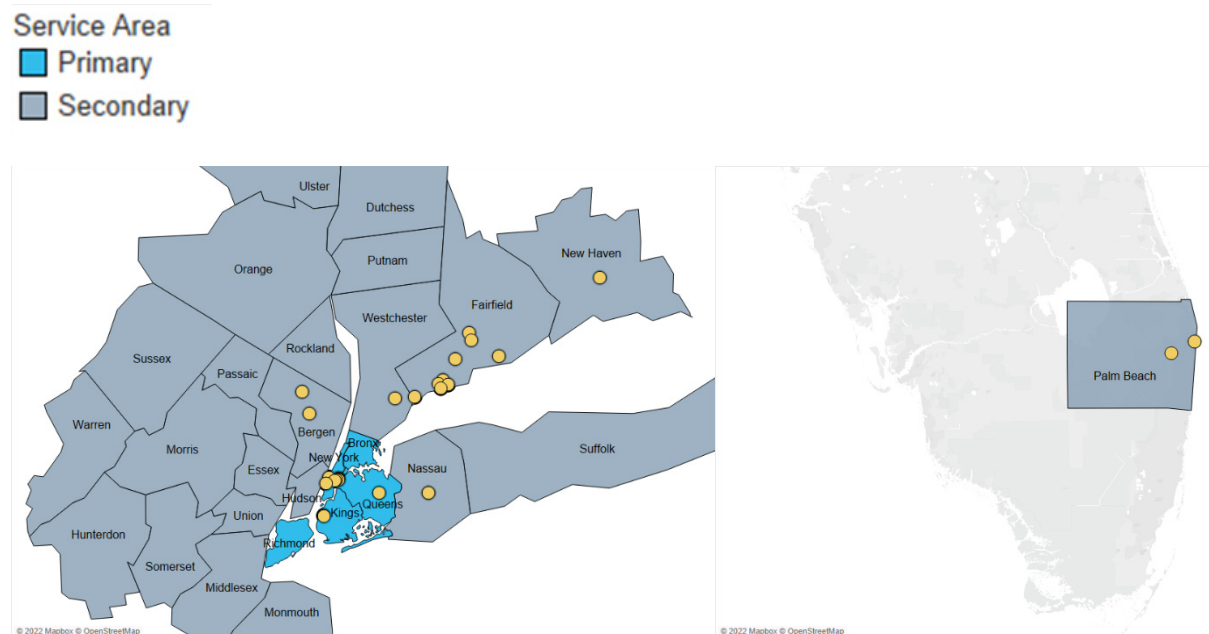 Service Area
Primary
Secondary
Ulster
Dutchess
Orange
Putnam
New Haven
Fairfield
Westchester
Rockland
Sussex
Passaic
Warren
Bergen
Morris
Bronx
New York
Essex
Nassau
Suffolk
Hudson
Queens
Kings
Union
Hunterdon
Richmond
Somerset
Middlesex
Monmouth
© 2022 Mapbox © OpenStreetMap
Palm Beach
© 2022 Mapbox © OpenStreetMap